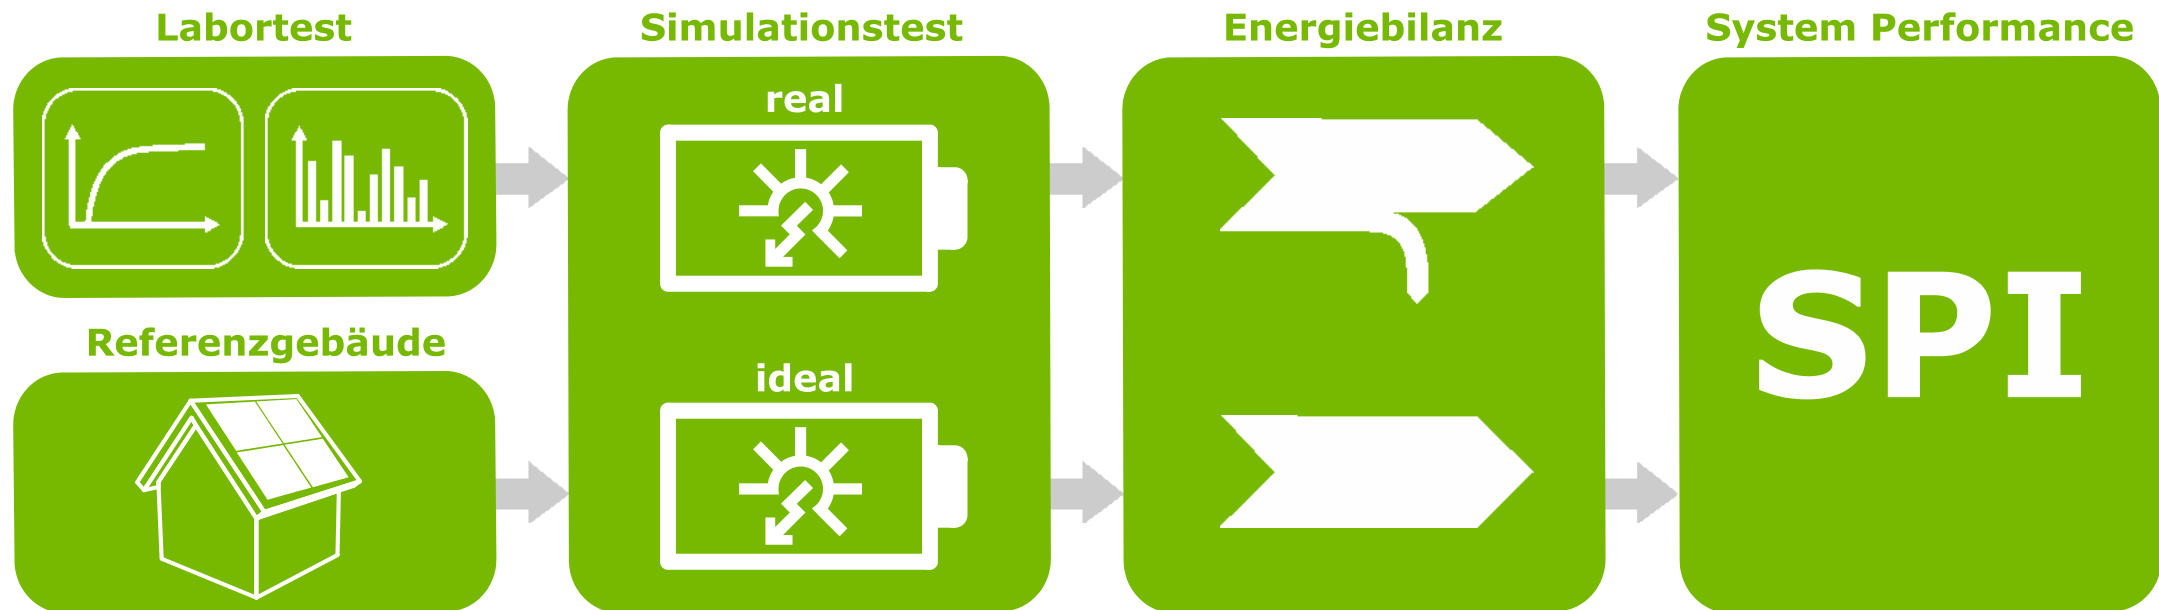 Labortest
Simulationstest
Energiebilanz
System Performance
real
Referenzgebäude
ideal
SPI